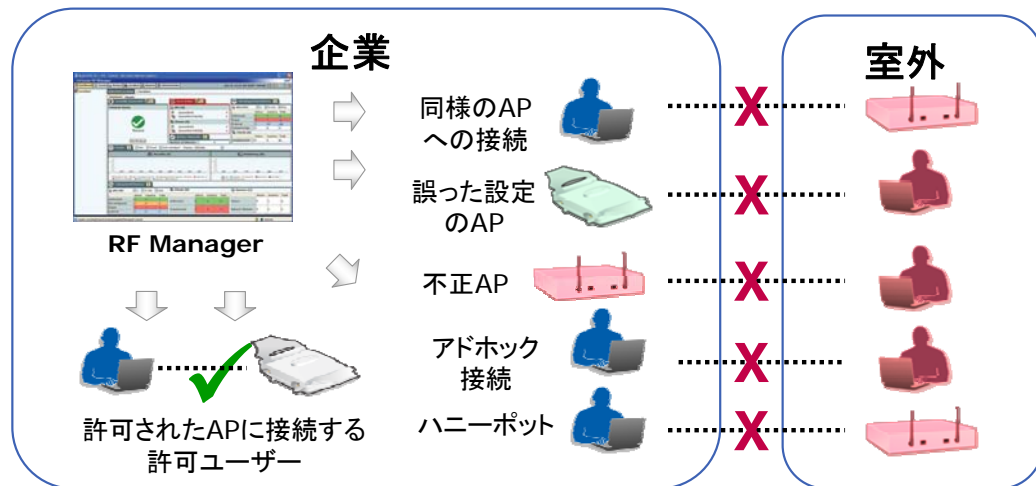 企業
室外
RF Manager
同様のAP
への接続
X
誤った設定
のAP
X
不正AP
X
アドホック
接続
X
ハニーポット
X
許可されたAPに接続する
許可ユーザー